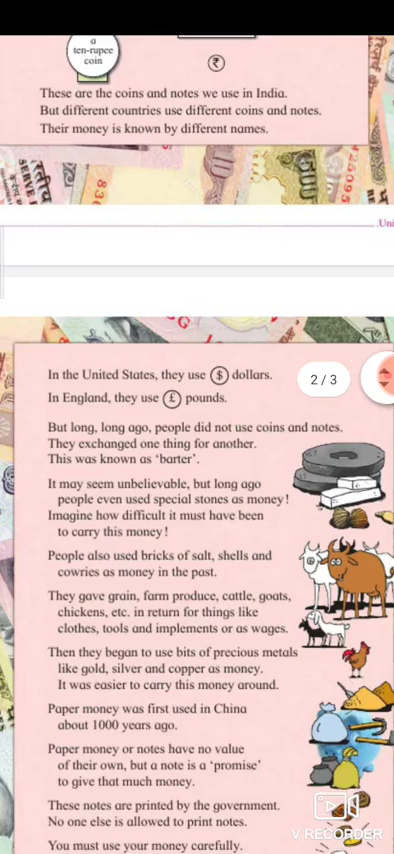 a
ten-rupee
coin
₹
These are the coins and notes we use in India.
But different countries use different coins and notes.
Their money is known by different names.
Uni
In the United States, they use $ dollars.
2 / 3
In England, they use £ pounds.
But long, long ago, people did not use coins and notes.
They exchanged one thing for another.
This was known as ‘barter’.
It may seem unbelievable, but long ago
people even used special stones as money!
Imagine how difficult it must have been
to carry this money!
People also used bricks of salt, shells and
cowries as money in the past.
They gave grain, farm produce, cattle, goats,
chickens, etc. in return for things like
clothes, tools and implements or as wages.
Then they began to use bits of precious metals
like gold, silver and copper as money.
It was easier to carry this money around.
Paper money was first used in China
about 1000 years ago.
Paper money or notes have no value
of their own, but a note is a ‘promise’
to give that much money.
These notes are printed by the government.
No one else is allowed to print notes.
V.RECORDER
You must use your money carefully.